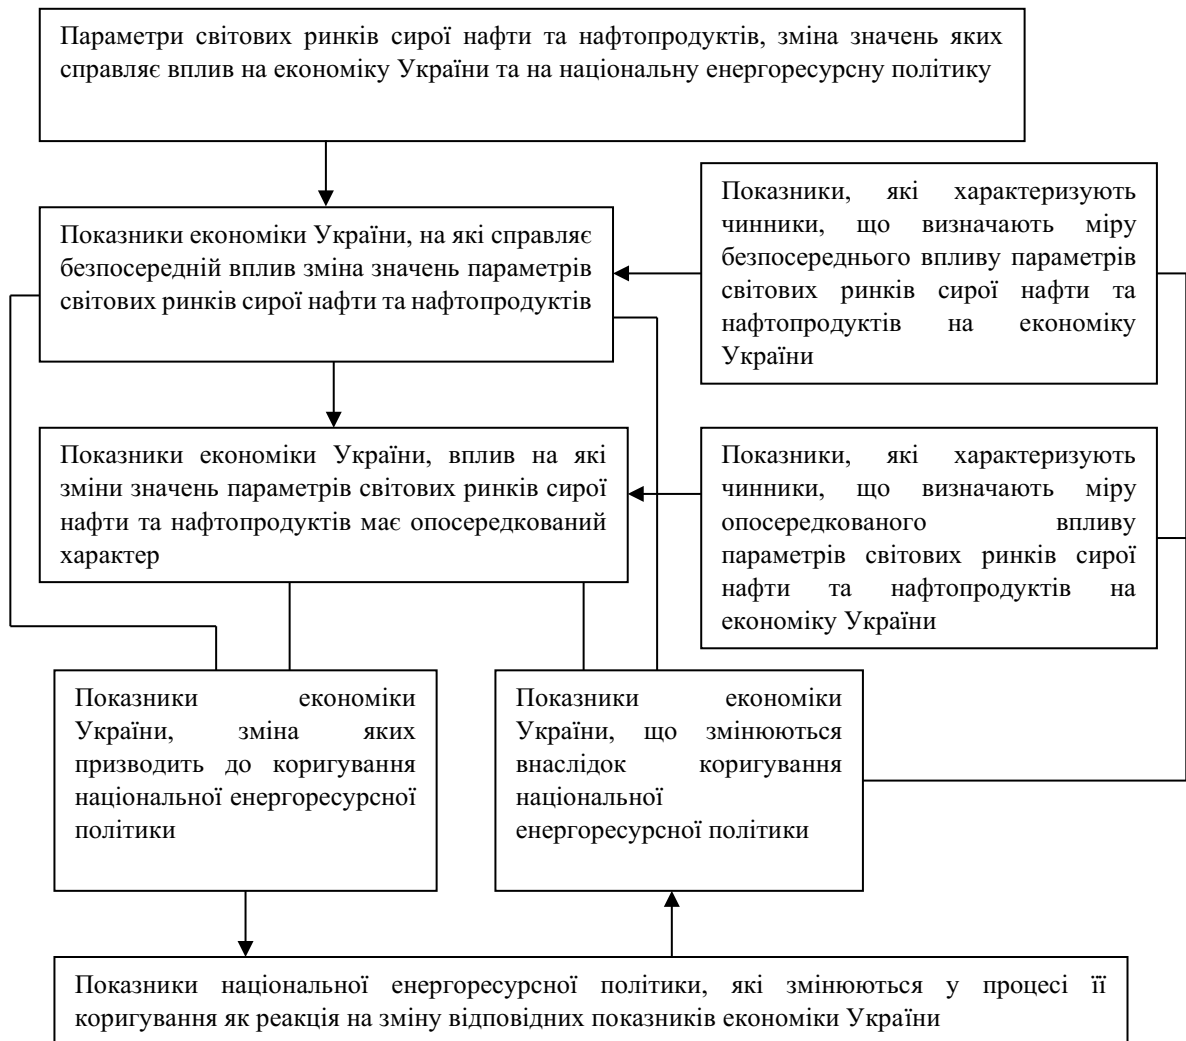 Параметри світових ринків сирої нафти та нафтопродуктів, зміна значень яких
справляє вплив на економіку України та на національну енергоресурсну політику
Показники, які характеризують
чинники, що визначають міру
безпосереднього впливу параметрів
світових ринків сирої нафти та
нафтопродуктів на економіку
України
Показники економіки України, на які справляє
безпосередній вплив зміна значень параметрів
світових ринків сирої нафти та нафтопродуктів
Показники економіки України, вплив на які
зміни значень параметрів світових ринків сирої
нафти та нафтопродуктів має опосередкований
характер
Показники, які характеризують
чинники, що визначають міру
опосередкованого впливу
параметрів світових ринків сирої
нафти та нафтопродуктів на
економіку України
Показники економіки
України, зміна яких
призводить до коригування
національної енергоресурсної
політики
Показники економіки
України, що змінюються
внаслідок коригування
національної
енергоресурсної політики
Показники національної енергоресурсної політики, які змінюються у процесі її
коригування як реакція на зміну відповідних показників економіки України